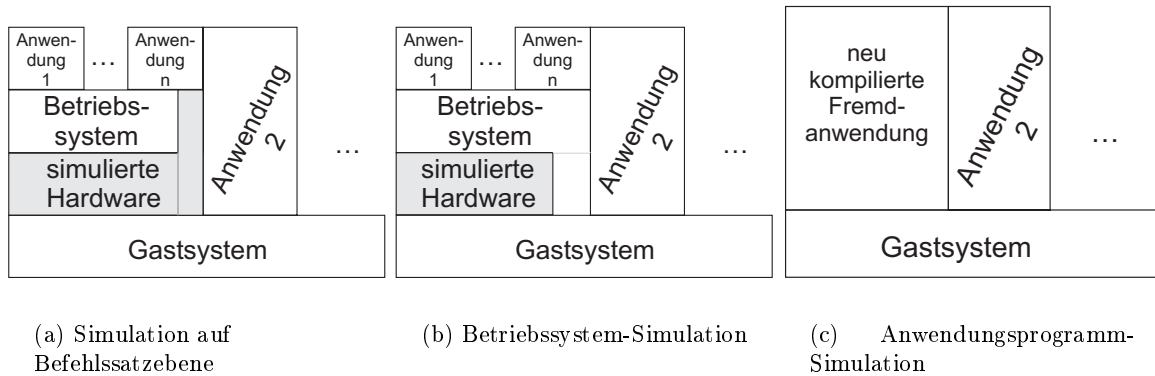 Anwen-
dung
1
...
Anwen-
dung
n
Betriebs-
system
simulierte
Hardware
Anwendung
2
...
Gastsystem
(a) Simulation auf
Befehlssatzebene
Anwen-
dung
1
...
Anwen-
dung
n
Betriebs-
system
simulierte
Hardware
Anwendung
2
...
Gastsystem
(b) Betriebssystem-Simulation
neu
kompilierte
Fremd-
anwendung
Anwendung
2
...
Gastsystem
(c) Anwendungsprogramm-
Simulation